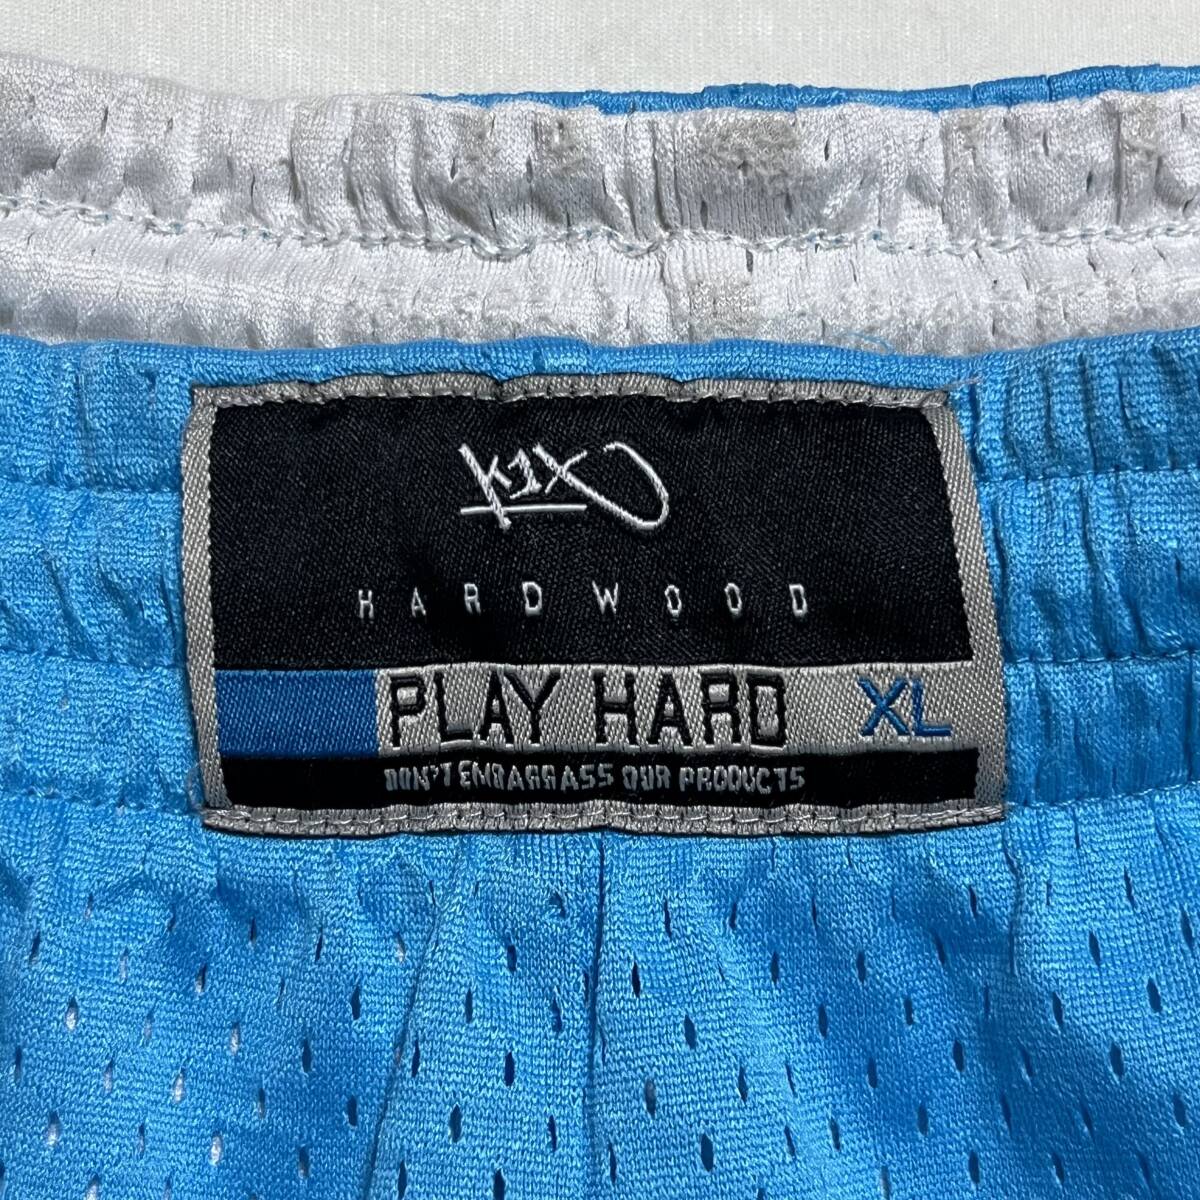 K1X
HARDWOOD
PLAY HARD XL
DON'T EMBARRASS OUR PRODUCTS